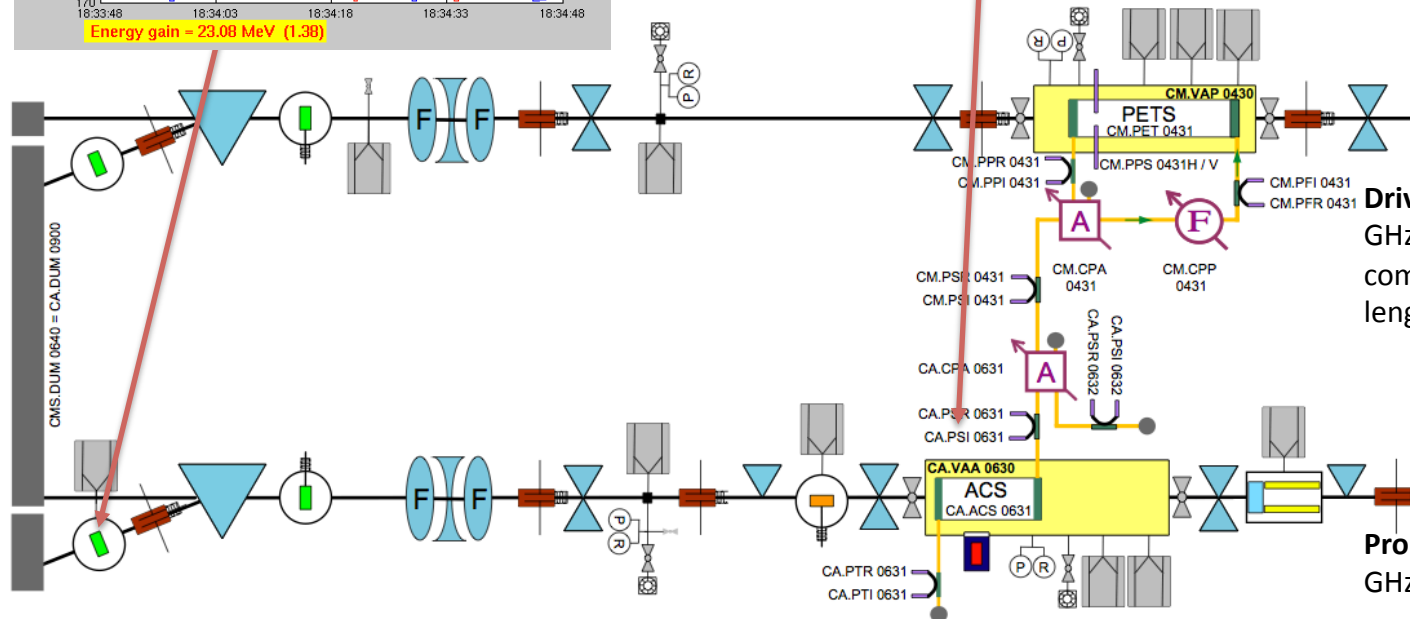 170
18:33:48 18:34:03 18:34:18 18:34:33 18:34:48
Energy gain = 23.08 MeV (1.38)
R
P
R P
CM.VAP 0430
PETS
CM.PET 0431
F F
CM.PPR 0431
CM.PPI 0431
CM.PPS 0431H / V
CM.PFI 0431
CM.PFR 0431
A
F
Driv
GHz
com
leng
CM.CPA
0431
CM.CPP
0431
CM.PSR 0431
CM.PSI 0431
CMS.DUM 0640 = CA.DUM 0900
CA.PSR 0632
CA.PSI 0632
CA.CPA 0631
A
CA.PSR 0631
CA.PSI 0631
CA.VAA 0630
ACS
CA.ACS 0631
F F
P
R
P R
CA.PTR 0631
CA.PTI 0631
Pro
GHz